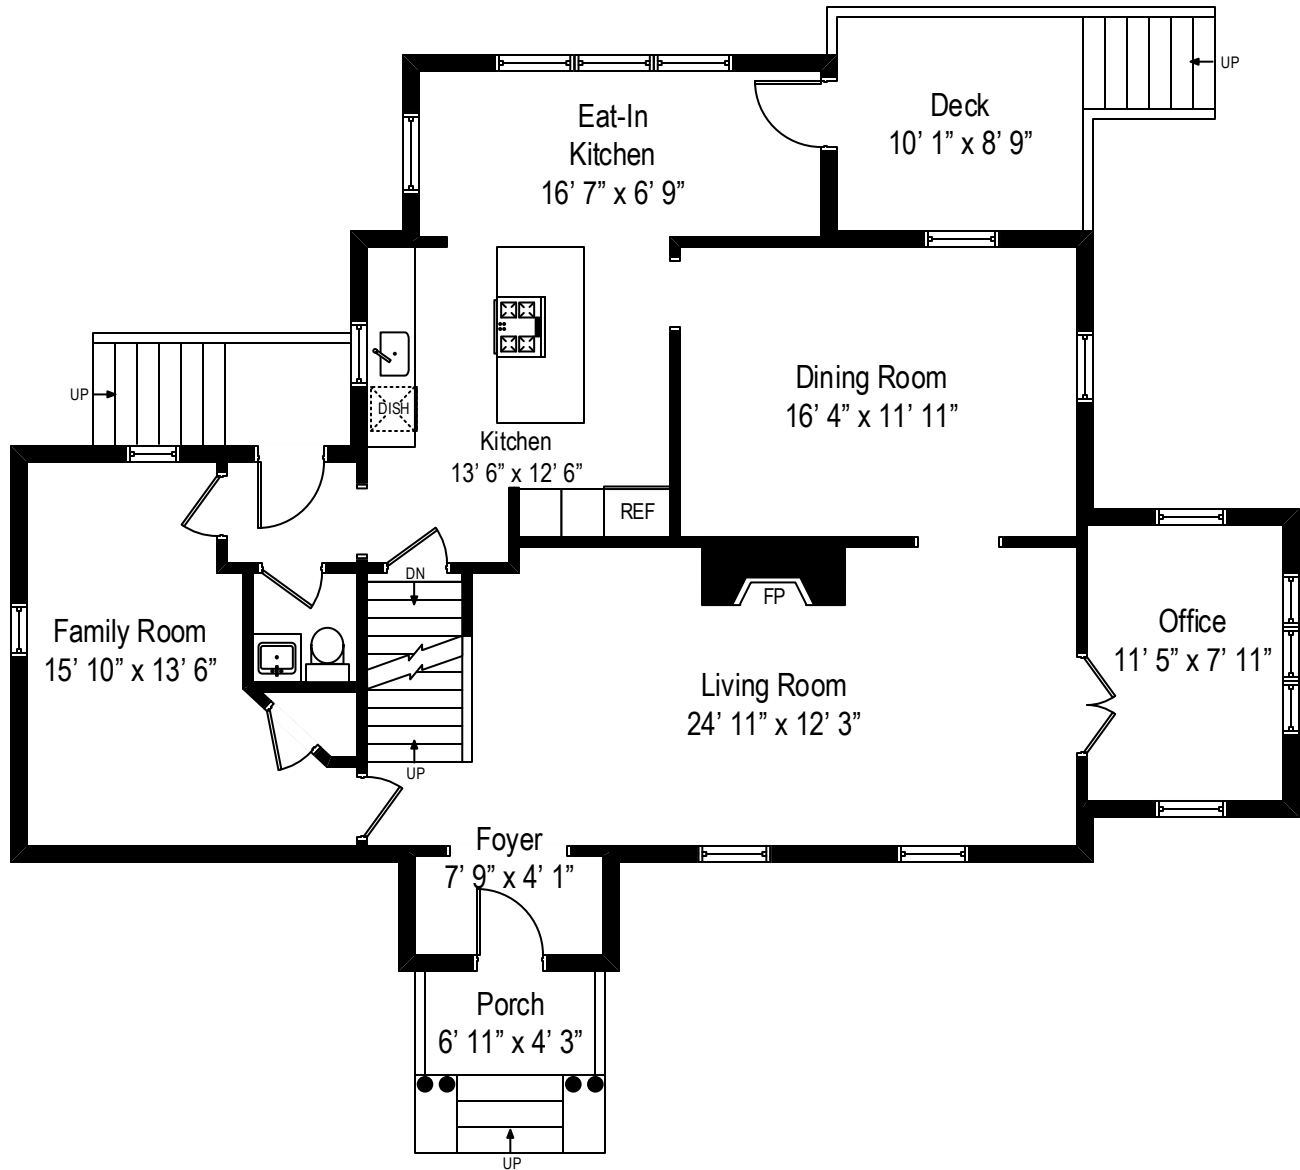 UP
Deck
10’ 1” x 8’ 9”
Eat-In
Kitchen
16’ 7” x 6’ 9”
UP
DISH
Dining Room
16’ 4” x 11’ 11”
Kitchen
13’ 6” x 12’ 6”
REF
DN
FP
Family Room
15’ 10” x 13’ 6”
Office
11’ 5” x 7’ 11”
Living Room
24’ 11” x 12’ 3”
UP
Foyer
7’ 9” x 4’ 1”
Porch
6’ 11” x 4’ 3”
UP